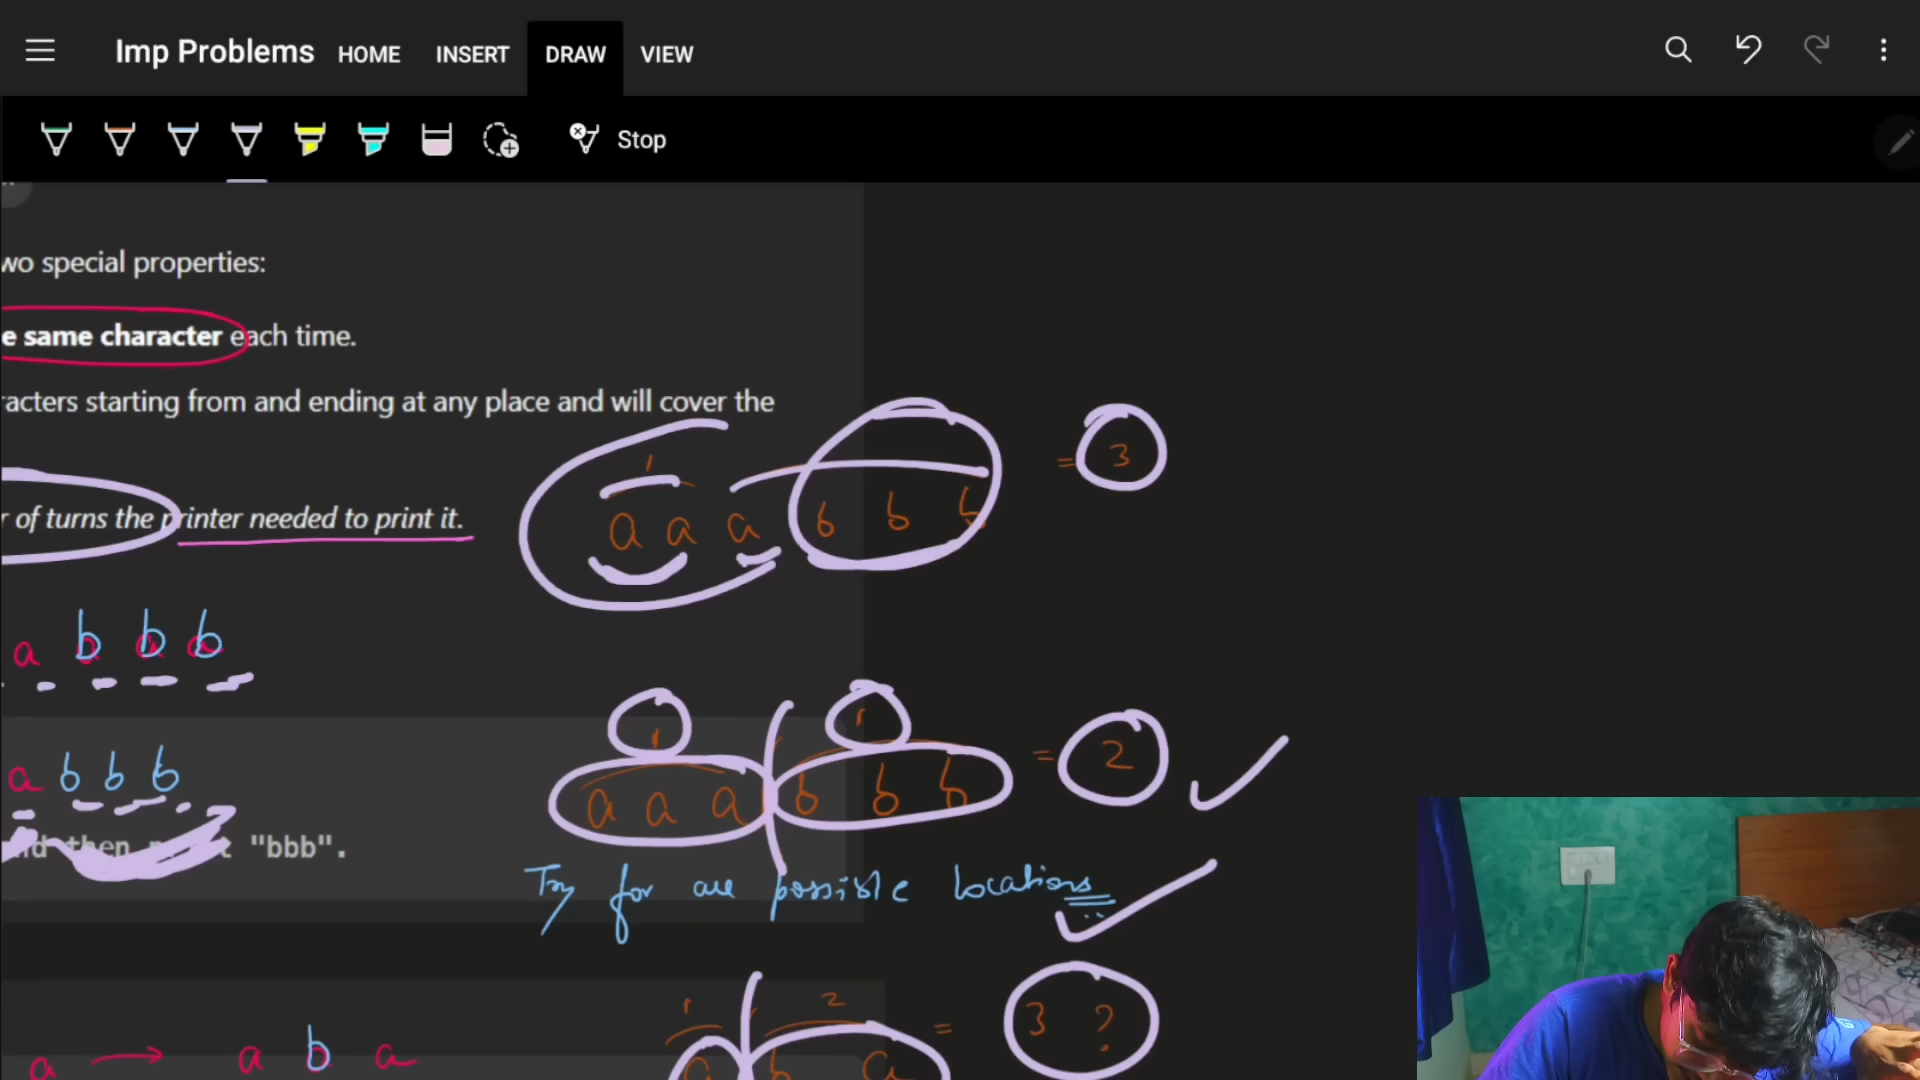 Imp Problems HOME INSERT DRAW VIEW
Stop
wo special properties:
e same character each time.
racters starting from and ending at any place and will cover the
1
= 3
a a a b b b
r of turns the printer needed to print it.
a b b b
1 1
a a a b b b = 2
a b b b
nd then "bbb".
Try for all possible locations
1 2
= 3 ?
a → a b a
a b a